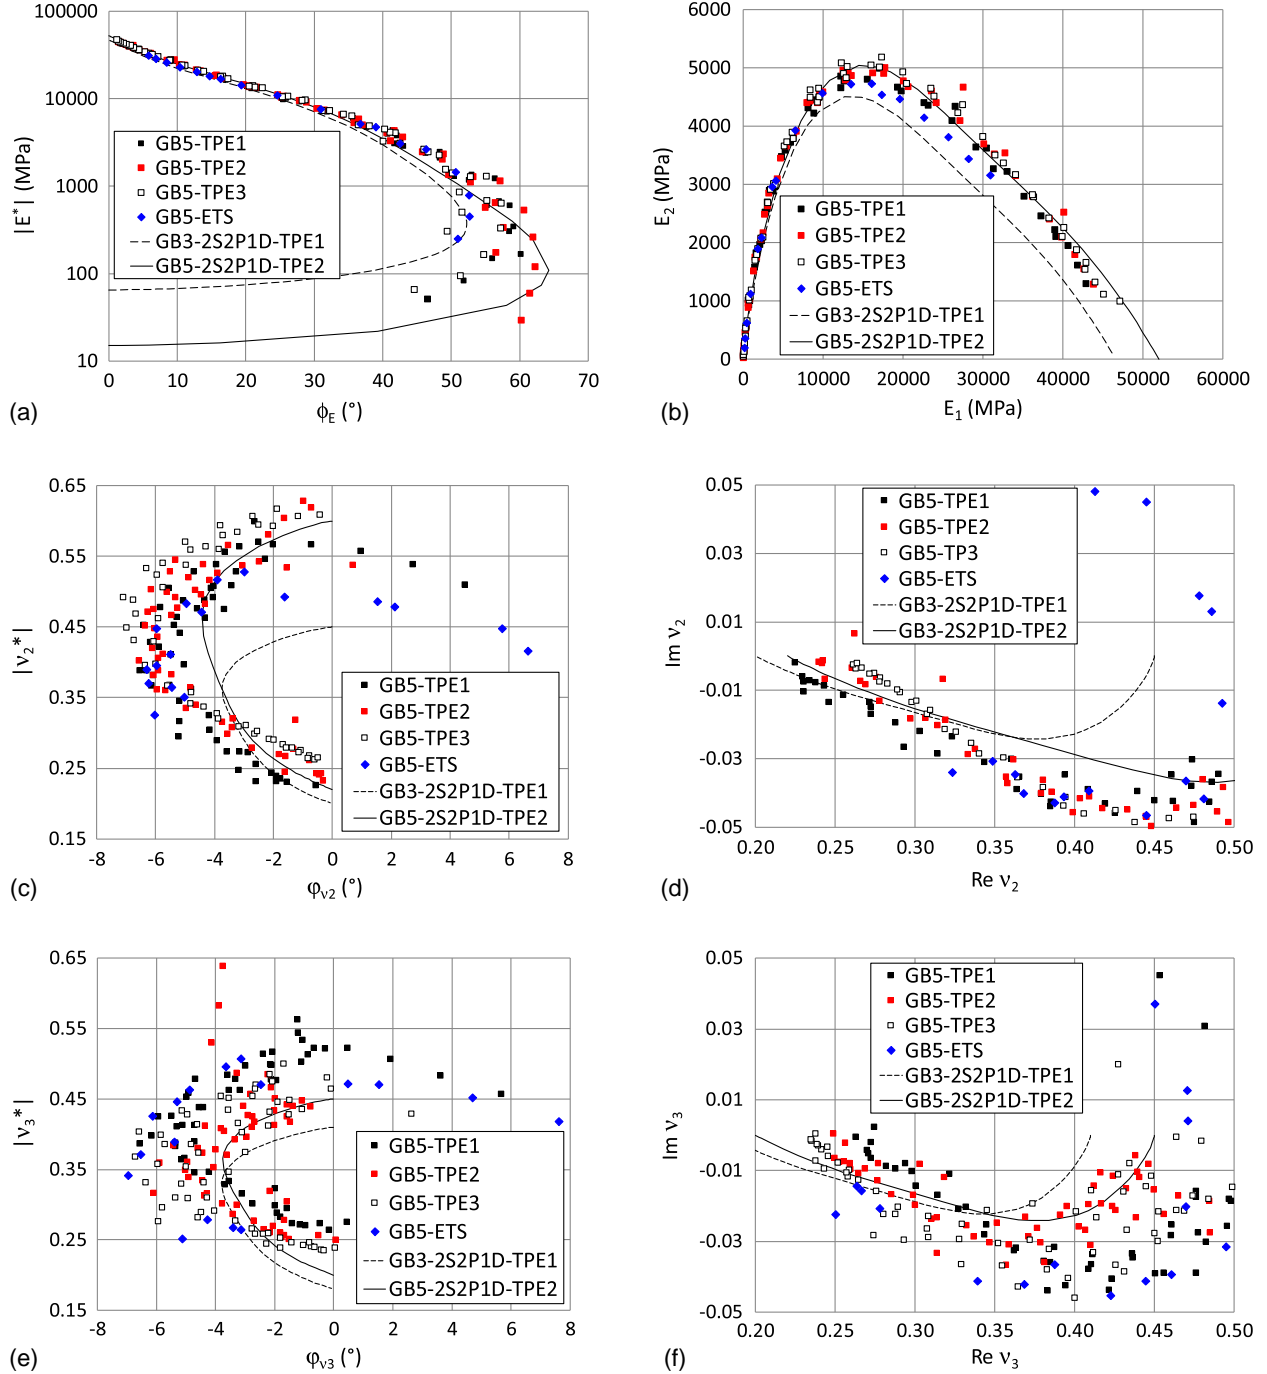 100000
10000
1000
100
10
|E*| (MPa)
GB5-TPE1
GB5-TPE2
GB5-TPE3
GB5-ETS
GB3-2S2P1D-TPE1
GB5-2S2P1D-TPE2
0 10 20 30 40 50 60 70
(a) ϕE (°)
6000
5000
4000
3000
2000
1000
0
E2 (MPa)
GB5-TPE1
GB5-TPE2
GB5-TPE3
GB5-ETS
GB3-2S2P1D-TPE1
GB5-2S2P1D-TPE2
0 10000 20000 30000 40000 50000 60000
(b) E1 (MPa)
0.65
0.55
0.45
0.35
0.25
0.15
|ν2*|
GB5-TPE1
GB5-TPE2
GB5-TPE3
GB5-ETS
GB3-2S2P1D-TPE1
GB5-2S2P1D-TPE2
-8 -6 -4 -2 0 2 4 6 8
(c) φν2 (°)
0.05
0.03
0.01
-0.01
-0.03
-0.05
Im ν2
GB5-TPE1
GB5-TPE2
GB5-TP3
GB5-ETS
GB3-2S2P1D-TPE1
GB3-2S2P1D-TPE2
0.20 0.25 0.30 0.35 0.40 0.45 0.50
(d) Re ν2
0.65
0.55
0.45
0.35
0.25
0.15
|ν3*|
GB5-TPE1
GB5-TPE2
GB5-TPE3
GB5-ETS
GB3-2S2P1D-TPE1
GB5-2S2P1D-TPE2
-8 -6 -4 -2 0 2 4 6 8
(e) φν3 (°)
0.05
0.03
0.01
-0.01
-0.03
-0.05
Im ν3
GB5-TPE1
GB5-TPE2
GB5-TPE3
GB5-ETS
GB3-2S2P1D-TPE1
GB5-2S2P1D-TPE2
0.20 0.25 0.30 0.35 0.40 0.45 0.50
(f) Re ν3